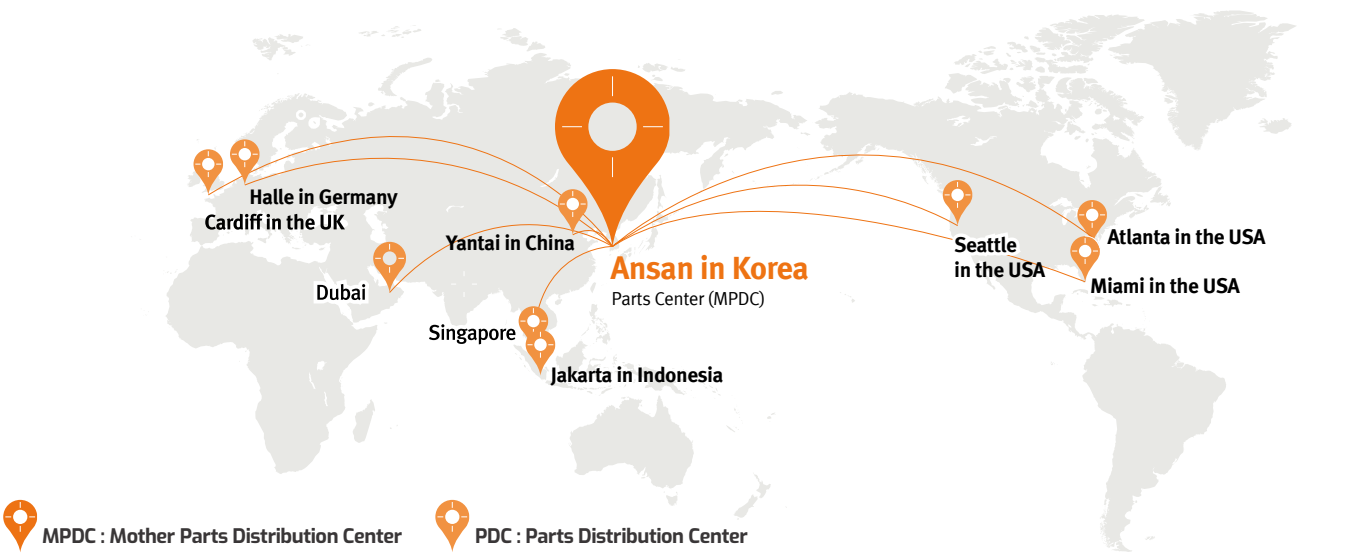 Halle in Germany
Cardiff in the UK
Yantai in China
Dubai
Ansan in Korea
Parts Center (MPDC)
Singapore
Jakarta in Indonesia
Seattle
in the USA
Atlanta in the USA
Miami in the USA
MPDC : Mother Parts Distribution Center
PDC : Parts Distribution Center